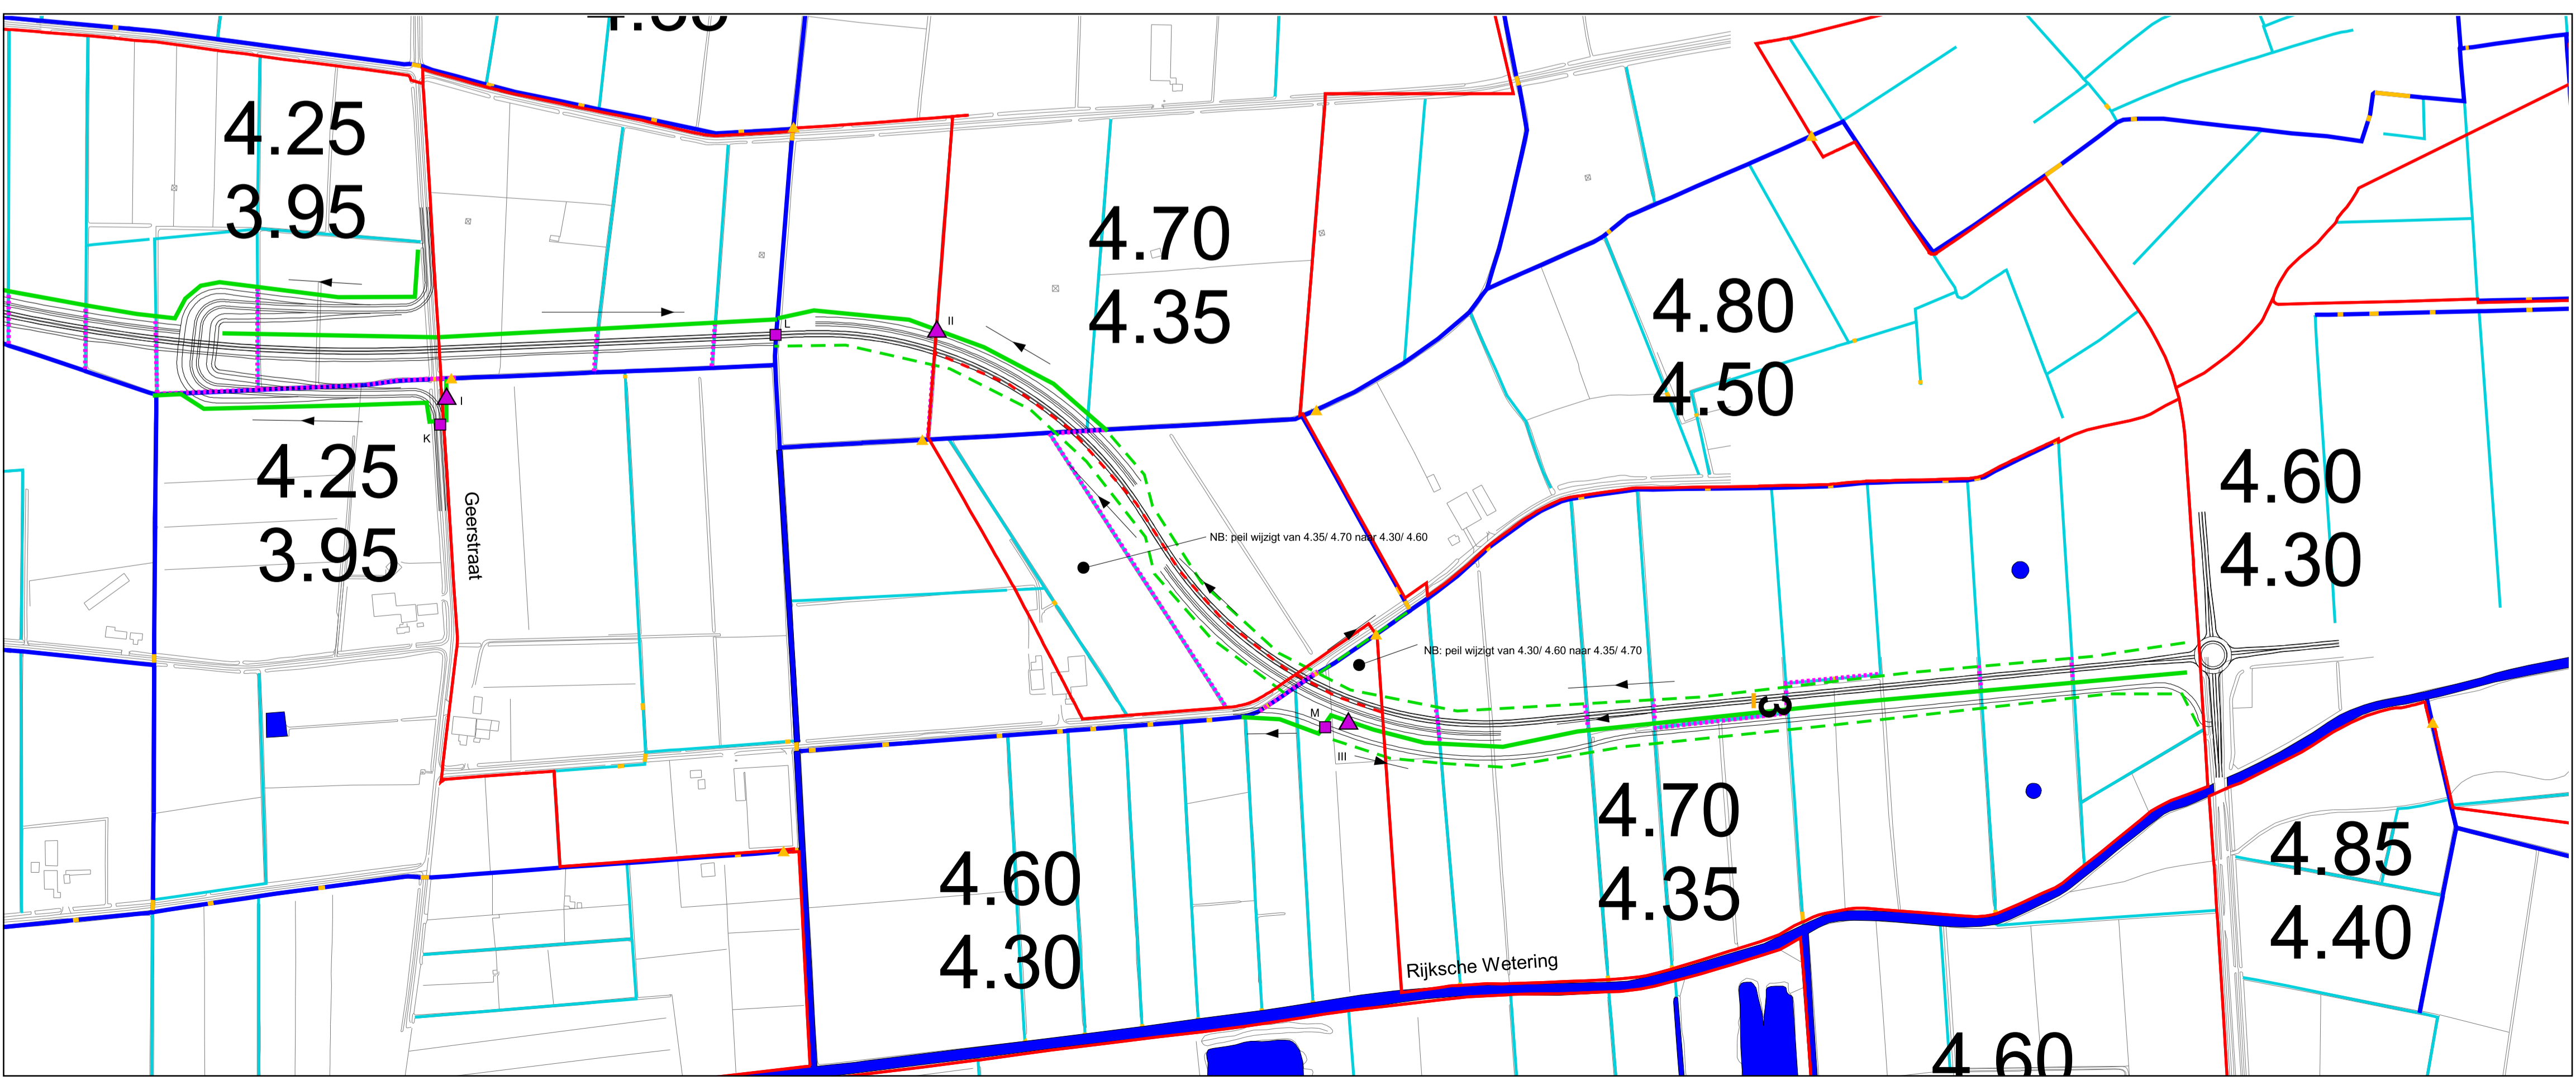 4.25
3.95
4.70
4.35
4.80
4.50
L
II
I
K
4.25
3.95
Geerstraat
4.60
4.30
NB: peil wijzigt van 4.35/ 4.70 naar 4.30/ 4.60
NB: peil wijzigt van 4.30/ 4.60 naar 4.35/ 4.70
M
III
3
4.70
4.35
4.60
4.30
4.85
4.40
Rijksche Wetering
4.60